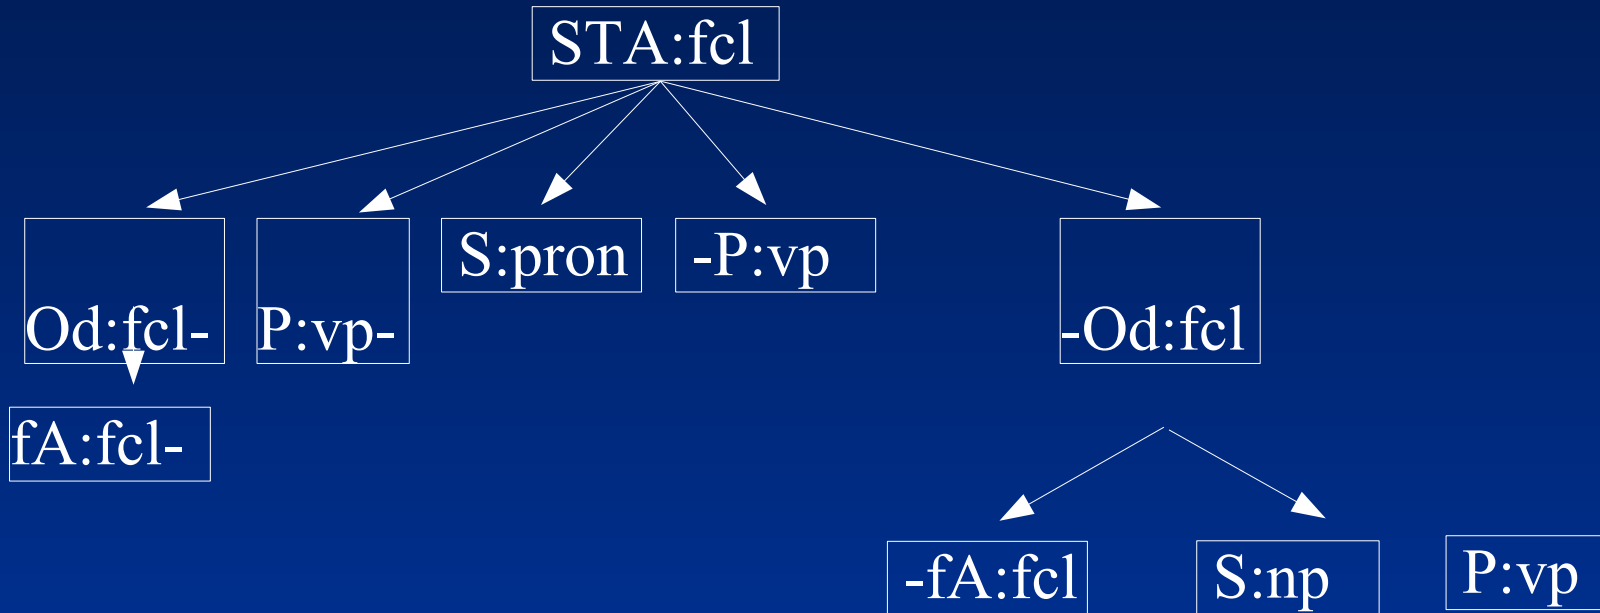 STA:fcl
Od:fcl-
P:vp-
S:pron
-P:vp
-Od:fcl
fA:fcl-
-fA:fcl
S:np
P:vp